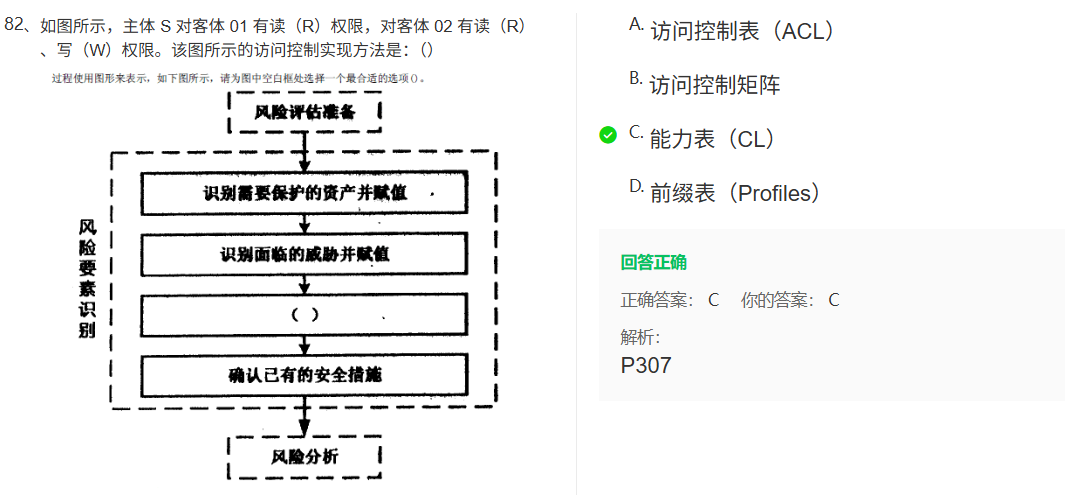 82、如图所示，主体 S 对客体 01 有读（R）权限，对客体 02 有读（R）
、写（W）权限。该图所示的访问控制实现方法是：（）
过程使用图形来表示，如下图所示，请为图中空白框处选择一个最合适的选项()。
风险评估准备
风险要素识别
识别需要保护的资产并赋值
识别面临的威胁并赋值
（ ）
确认已有的安全措施
风险分析
A. 访问控制表（ACL）
B. 访问控制矩阵
C. 能力表（CL）
D. 前缀表（Profiles）
回答正确
正确答案： C 你的答案： C
解析：
P307